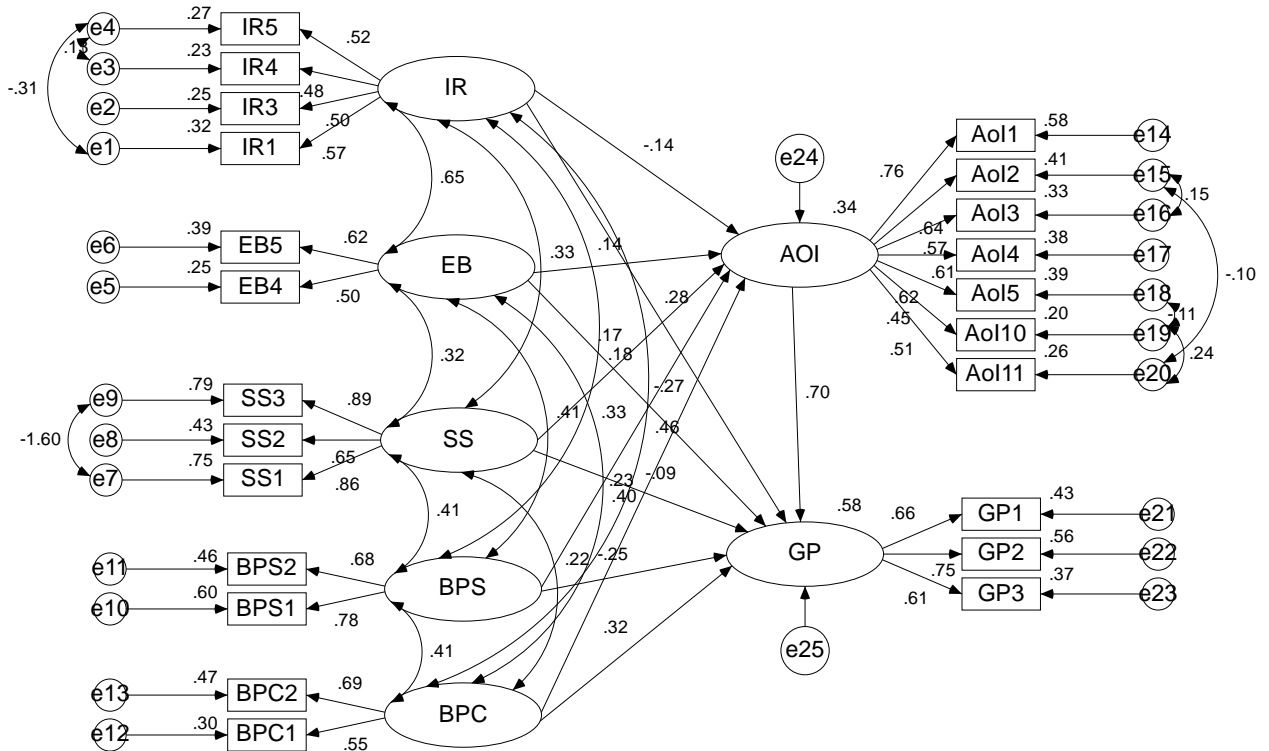 e4 .27 IR5 .52
.13
e3 .23 IR4 .48 IR
-.31
e2 .25 IR3 .50
e1 .32 IR1 .57
.65
e6 .39 EB5 .62 EB
e5 .25 EB4 .50
.32
e9 .79 SS3 .89
-1.60 e8 .43 SS2 .65 SS
e7 .75 SS1 .86
.41
e11 .46 BPS2 .68 BPS
e10 .60 BPS1 .78
.41
e13 .47 BPC2 .69 BPC
e12 .30 BPC1 .55
-.14
.33 .14
.28
.17 .18
-.27
.41 .33 .46
.23 -.09
.40
.22 -.25
.32
e24
.34
AOI
.70
.58
GP
e25
.76 AoI1 .58 e14
AoI2 .41 e15
.64 AoI3 .33 e16 .15
.57 AoI4 .38 e17
.61 AoI5 .39 e18 -.10
.62 AoI10 .20 e19 -.11
.45
.51 AoI11 .26 e20 .24
.66 GP1 .43 e21
.75 GP2 .56 e22
.61 GP3 .37 e23